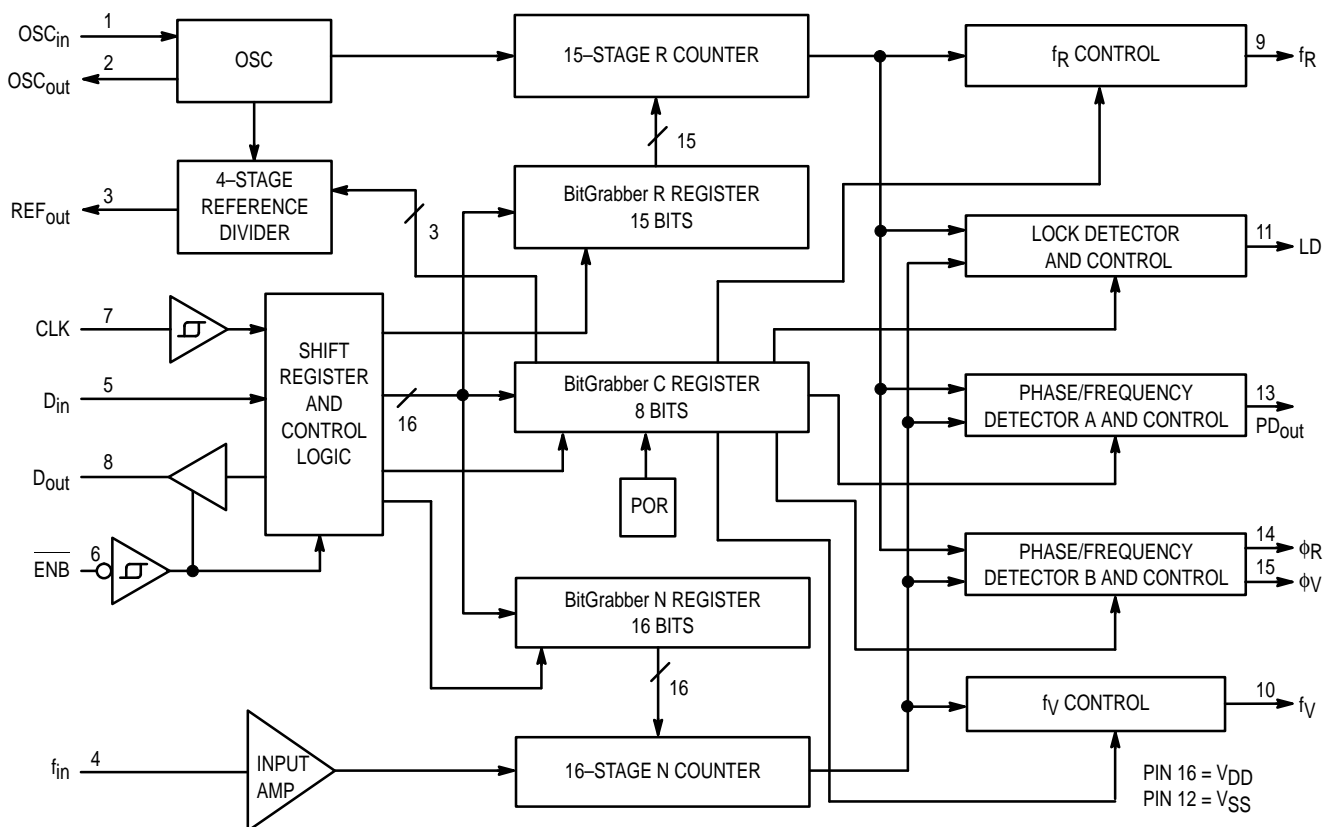 OSCin
1
OSCout
2
OSC
15–STAGE R COUNTER
fR CONTROL
9
fR
15
4–STAGE
REFERENCE
DIVIDER
REFout
3
3
BitGrabber R REGISTER
15 BITS
LOCK DETECTOR
AND CONTROL
11
LD
CLK
7
Din
5
Dout
8
ENB
6
SHIFT
REGISTER
AND
CONTROL
LOGIC
16
BitGrabber C REGISTER
8 BITS
POR
PHASE/FREQUENCY
DETECTOR A AND CONTROL
13
PDout
PHASE/FREQUENCY
DETECTOR B AND CONTROL
14
ϕR
15
ϕV
BitGrabber N REGISTER
16 BITS
16
fV CONTROL
10
fV
fin
4
INPUT
AMP
16–STAGE N COUNTER
PIN 16 = VDD
PIN 12 = VSS